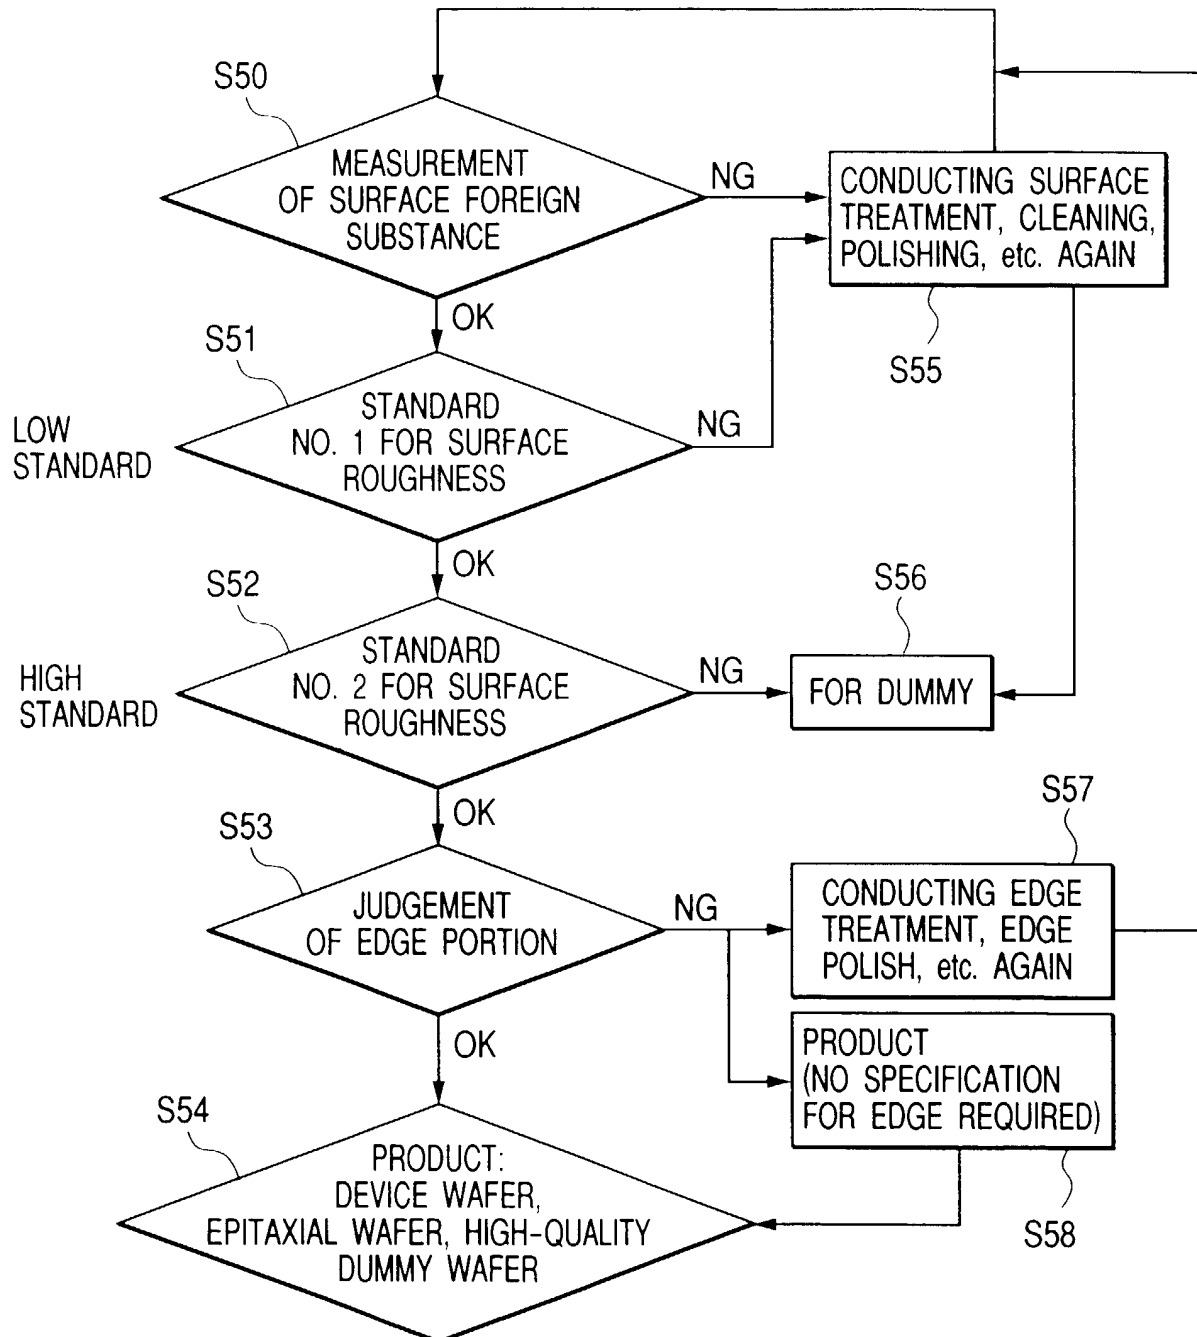 S50
MEASUREMENT
OF SURFACE FOREIGN
SUBSTANCE
NG
CONDUCTING SURFACE
TREATMENT, CLEANING,
POLISHING, etc. AGAIN
S55
OK
S51
LOW
STANDARD
STANDARD
NO. 1 FOR SURFACE
ROUGHNESS
NG
OK
S52
HIGH
STANDARD
STANDARD
NO. 2 FOR SURFACE
ROUGHNESS
NG
S56
FOR DUMMY
OK
S53
JUDGEMENT
OF EDGE PORTION
NG
S57
CONDUCTING EDGE
TREATMENT, EDGE
POLISH, etc. AGAIN
PRODUCT
(NO SPECIFICATION
FOR EDGE REQUIRED)
S58
OK
S54
PRODUCT:
DEVICE WAFER,
EPITAXIAL WAFER, HIGH-QUALITY
DUMMY WAFER